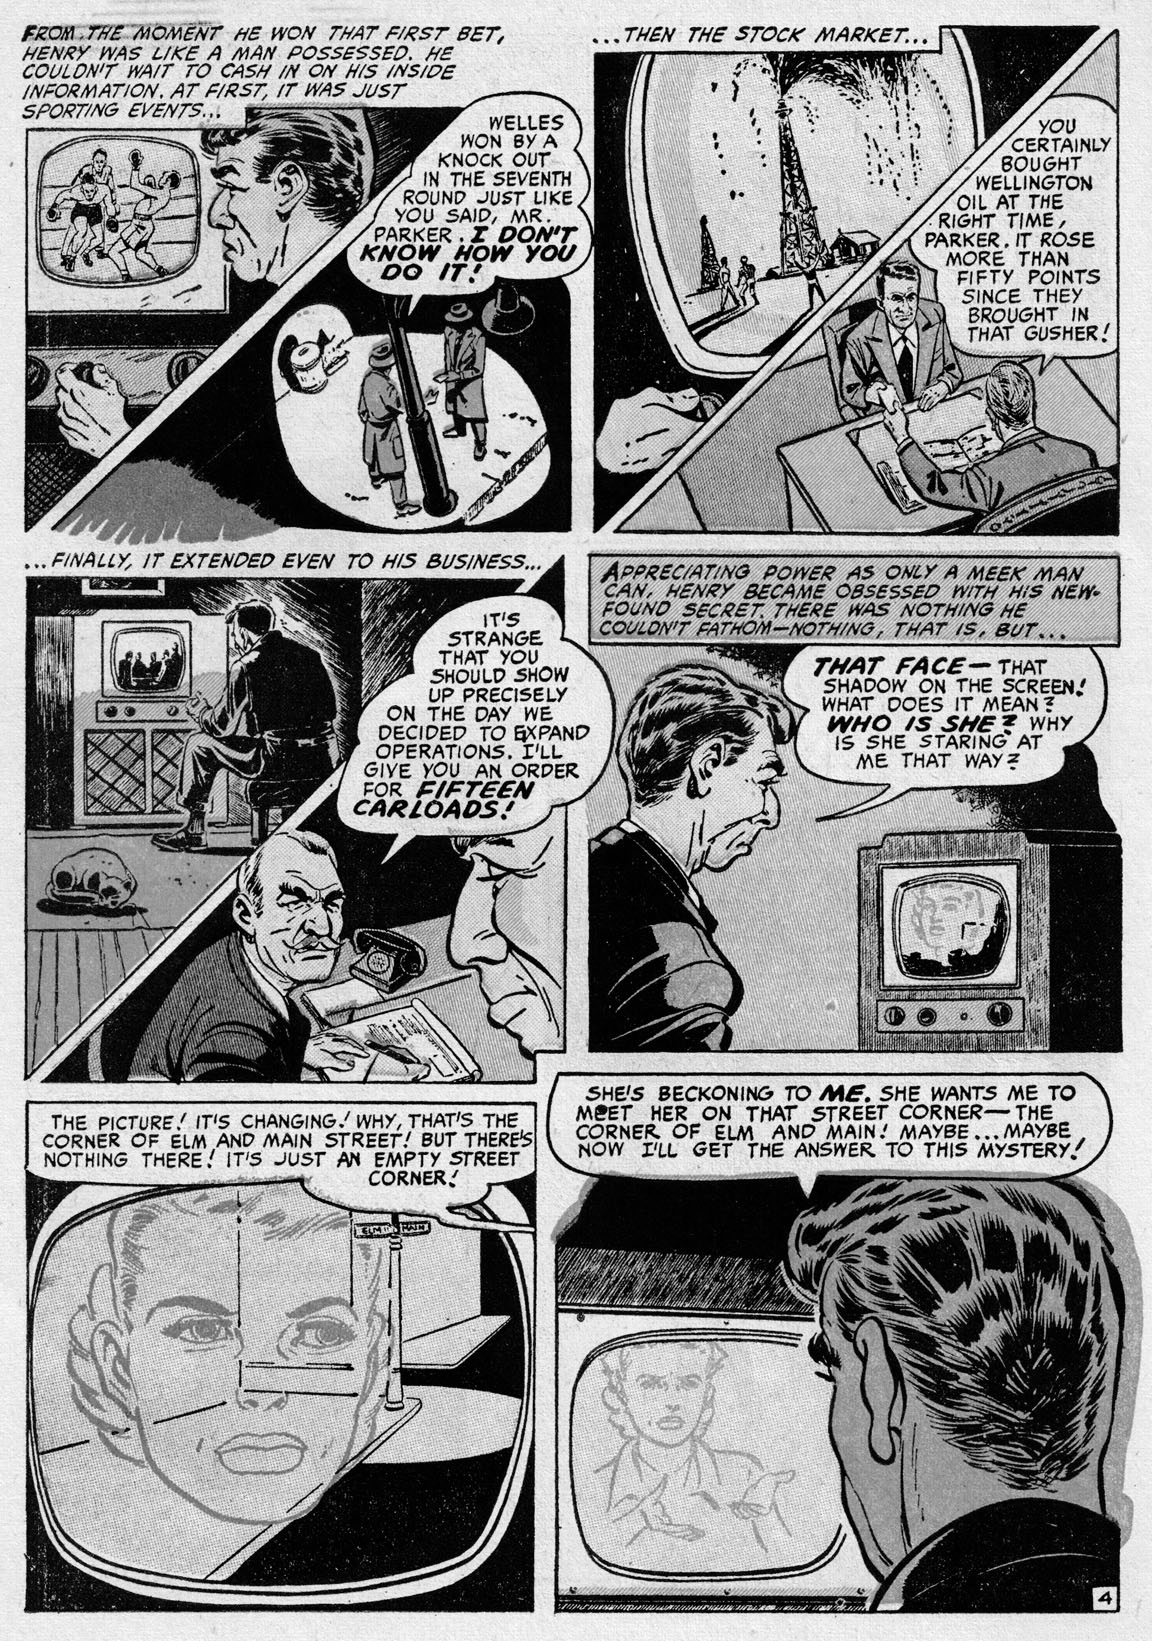 FROM THE MOMENT HE WON THAT FIRST BET,
HENRY WAS LIKE A MAN POSSESSED. HE
COULDN'T WAIT TO CASH IN ON HIS INSIDE
INFORMATION. AT FIRST, IT WAS JUST
SPORTING EVENTS...
WELLES
WON BY A
KNOCK OUT
IN THE SEVENTH
ROUND JUST LIKE
YOU SAID, MR.
PARKER. I DON'T
KNOW HOW YOU
DO IT!
...THEN THE STOCK MARKET...
YOU
CERTAINLY
BOUGHT
WELLINGTON
OIL AT THE
RIGHT TIME,
PARKER. IT ROSE
MORE THAN
FIFTY POINTS
SINCE THEY
BROUGHT IN
THAT GUSHER!
...FINALLY, IT EXTENDED EVEN TO HIS BUSINESS...
IT'S
STRANGE
THAT YOU
SHOULD SHOW
UP PRECISELY
ON THE DAY WE
DECIDED TO EXPAND
OPERATIONS. I'LL
GIVE YOU AN ORDER
FOR FIFTEEN
CARLOADS!
APPRECIATING POWER AS ONLY A MEEK MAN
CAN, HENRY BECAME OBSESSED WITH HIS NEW-
FOUND SECRET. THERE WAS NOTHING HE
COULDN'T FATHOM—NOTHING, THAT IS, BUT...
THAT FACE—THAT
SHADOW ON THE SCREEN!
WHAT DOES IT MEAN?
WHO IS SHE? WHY
IS SHE STARING AT
ME THAT WAY?
THE PICTURE! IT'S CHANGING! WHY, THAT'S THE
CORNER OF ELM AND MAIN STREET! BUT THERE'S
NOTHING THERE! IT'S JUST AN EMPTY STREET
CORNER!
ELM MAIN
SHE'S BECKONING TO ME. SHE WANTS ME TO
MEET HER ON THAT STREET CORNER—THE
CORNER OF ELM AND MAIN! MAYBE...MAYBE
NOW I'LL GET THE ANSWER TO THIS MYSTERY!
4